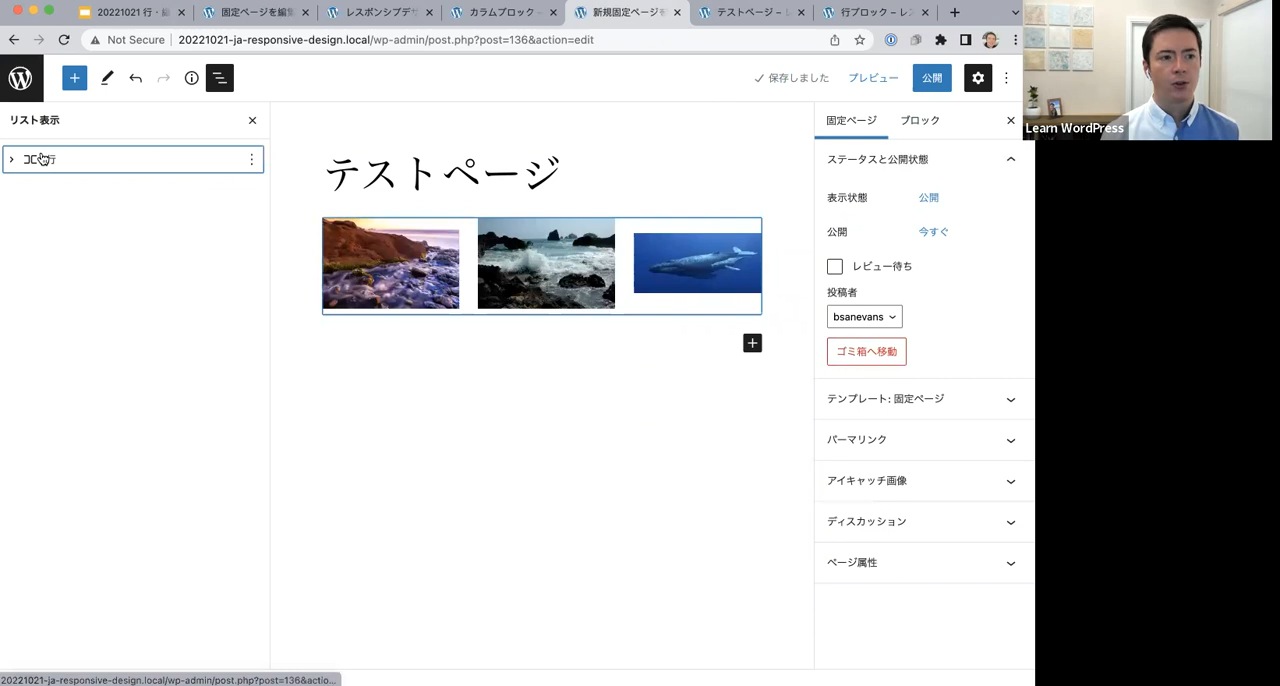 20221021 行・縦
固定ページを編集
レスポンシブデザ
カラムブロック –
新規固定ページを
テストページ – レ
行ブロック – レス
Not Secure
20221021-ja-responsive-design.local/wp-admin/post.php?post=136&action=edit
保存しました
プレビュー
公開
リスト表示
行
テストページ
固定ページ
ブロック
ステータスと公開状態
表示状態
公開
公開
今すぐ
レビュー待ち
投稿者
bsanevans
ゴミ箱へ移動
テンプレート: 固定ページ
パーマリンク
アイキャッチ画像
ディスカッション
ページ属性
Learn WordPress
20221021-ja-responsive-design.local/wp-admin/post.php?post=136&actio...